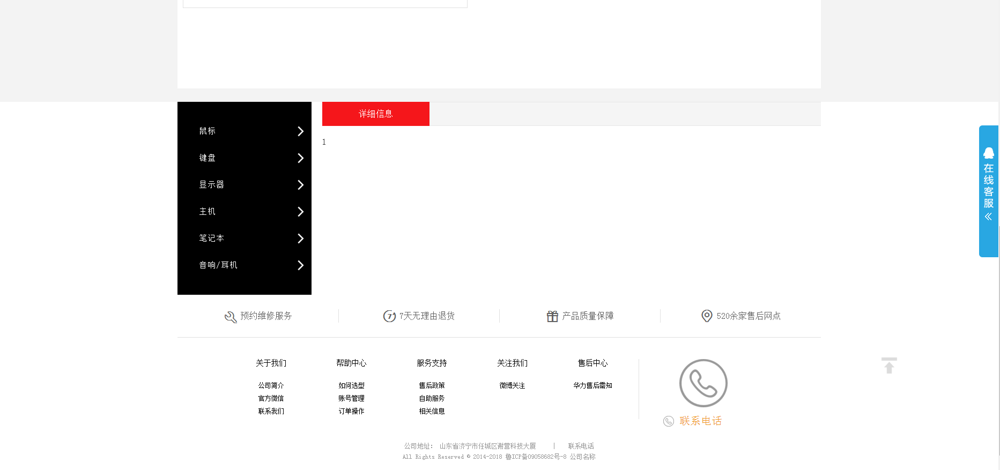 鼠标
键盘
显示器
主机
笔记本
音响/耳机
详细信息
1
在线客服
预约维修服务
7天无理由退货
产品质量保障
520余家售后网点
关于我们
公司简介
官方微信
联系我们
帮助中心
如何选型
账号管理
订单操作
服务支持
售后政策
自助服务
相关信息
关注我们
微博关注
售后中心
华力售后需知
联系电话
公司地址: 山东省济宁市任城区谢营科技大厦 | 联系电话
All Rights Reserved © 2014-2018 鲁ICP备09058682号-8 公司名称